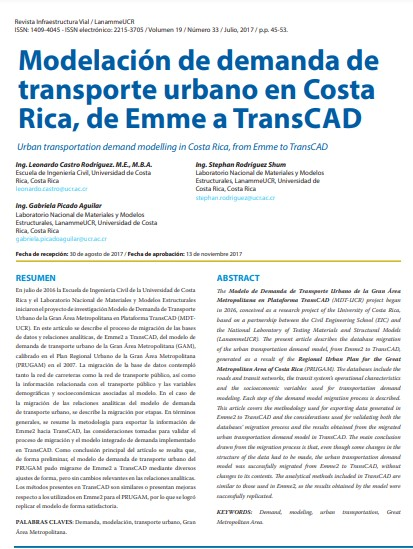 Revista Infraestructura Vial / LanammeUCR
ISSN: 1409-4045 - ISSN electrónico: 2215-3705 / Volumen 19 / Número 33 / Julio, 2017 / p.p. 45-53.
Modelación de demanda de
transporte urbano en Costa
Rica, de Emme a TransCAD
Urban transportation demand modelling in Costa Rica, from Emme to TransCAD
Ing. Leonardo Castro Rodríguez. M.E., M.B.A.
Escuela de Ingeniería Civil, Universidad de Costa
Rica, Costa Rica
leonardo.castro@ucr.ac.cr
Ing. Gabriela Picado Aguilar
Laboratorio Nacional de Materiales y Modelos
Estructurales, LanammeUCR, Universidad de Costa
Rica, Costa Rica
gabriela.picadoaguilar@ucr.ac.cr
Ing. Stephan Rodríguez Shum
Laboratorio Nacional de Materiales y Modelos
Estructurales, LanammeUCR, Universidad de
Costa Rica, Costa Rica
stephan.rodriguez@ucr.ac.cr
Fecha de recepción: 30 de agosto de 2017 / Fecha de aprobación: 13 de noviembre 2017
RESUMEN
En julio de 2016 la Escuela de Ingeniería Civil de la Universidad de Costa
Rica y el Laboratorio Nacional de Materiales y Modelos Estructurales
iniciaron el proyecto de investigación Modelo de Demanda de Transporte
Urbano de la Gran Área Metropolitana en Plataforma TransCAD (MDT-
UCR). En este artículo se describe el proceso de migración de las bases
de datos y relaciones analíticas, de Emme2 a TransCAD, del modelo de
demanda de transporte urbano de la Gran Área Metropolitana (GAM),
calibrado en el Plan Regional Urbano de la Gran Área Metropolitana
(PRUGAM) en el 2007. La migración de la base de datos contempló
tanto la red de carreteras como la red de transporte público, así como
la información relacionada con el transporte público y las variables
demográficas y socioeconómicas asociadas al modelo. En el caso de
la migración de las relaciones analíticas del modelo de demanda
de transporte urbano, se describe la migración por etapas. En términos
generales, se resume la metodología para exportar la información de
Emme2 hacia TransCAD, las consideraciones tomadas para validar el
proceso de migración y el modelo integrado de demanda implementado
en TransCAD. Como conclusión principal del artículo se resalta que,
de forma preliminar, el modelo de demanda de transporte urbano del
PRUGAM pudo migrarse de Emme2 a TransCAD mediante diversos
ajustes de forma, pero sin cambios relevantes en las relaciones analíticas.
Los métodos presentes en TransCAD son similares o presentan mejoras
respecto a los utilizados en Emme2 para el PRUGAM, por lo que se logró
replicar el modelo de forma satisfactoria.
PALABRAS CLAVES: Demanda, modelación, transporte urbano, Gran
Área Metropolitana.
ABSTRACT
The Modelo de Demanda de Transporte Urbano de la Gran Área
Metropolitana en Plataforma TransCAD (MDT-UCR) project began
in 2016, conceived as a research project of the University of Costa Rica,
based on a partnership between the Civil Engineering School (EIC) and
the National Laboratory of Testing Materials and Structural Models
(LanammeUCR). The present article describes the database migration
of the urban transportation demand model, from Emme2 to TransCAD,
generated as a result of the Regional Urban Plan for the Great
Metropolitan Area of Costa Rica (PRUGAM). The databases include the
roads and transit networks, the transit system's operational characteristics
and the socioeconomic variables used for transportation demand
modeling. Each step of the demand model migration process is described.
This article covers the methodology used for exporting data generated in
Emme2 to TransCAD and the considerations used for validating both the
databases' migration process and the results obtained from the migrated
urban transportation demand model in TransCAD. The main conclusion
drawn from the migration process is that, even though some changes in the
structure of the data had to be made, the urban transportation demand
model was successfully migrated from Emme2 to TransCAD, without
changes to its contents. The analytical methods included in TransCAD are
similar to those used in Emme2, as the results obtained by the model were
succesfully replicated.
KEYWORDS: Demand, modeling, urban transportation, Great
Metropolitan Area.